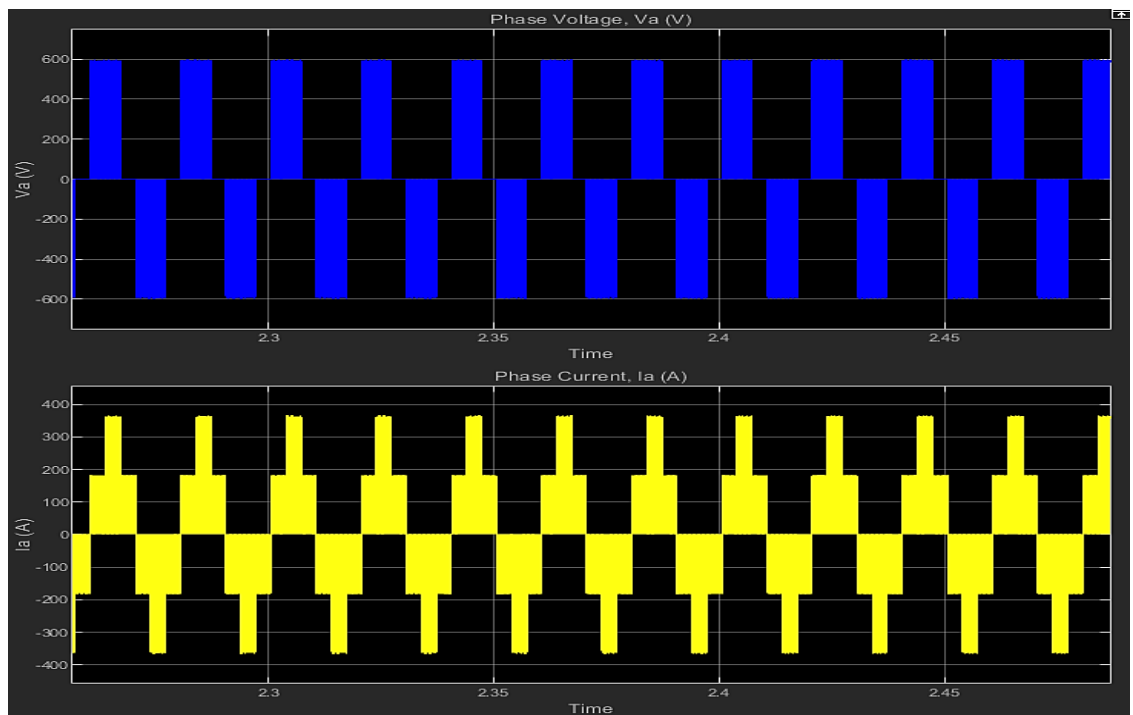 Phase Voltage, Va (V)
600
400
200
0
-200
-400
-600
Va (V)
2.3 2.35 2.4 2.45
Time
Phase Current, Ia (A)
400
300
200
100
0
-100
-200
-300
-400
Ia (A)
2.3 2.35 2.4 2.45
Time